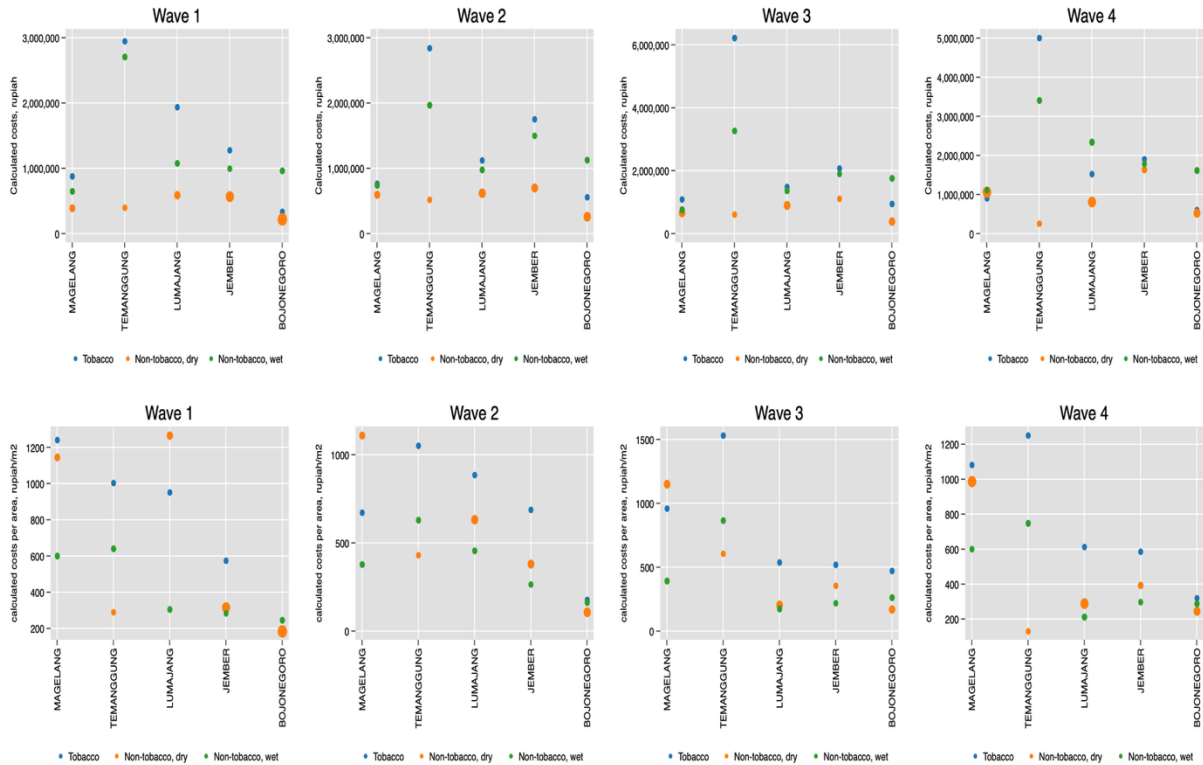 Wave 1
Calculated costs, rupiah
3,000,000
2,000,000
1,000,000
0
MAGELANG
TEMANGGUNG
LUMAJANG
JEMBER
BOJONEGORO
Tobacco Non-tobacco, dry Non-tobacco, wet
Wave 2
Calculated costs, rupiah
3,000,000
2,000,000
1,000,000
0
MAGELANG
TEMANGGUNG
LUMAJANG
JEMBER
BOJONEGORO
Tobacco Non-tobacco, dry Non-tobacco, wet
Wave 3
Calculated costs, rupiah
6,000,000
4,000,000
2,000,000
0
MAGELANG
TEMANGGUNG
LUMAJANG
JEMBER
BOJONEGORO
Tobacco Non-tobacco, dry Non-tobacco, wet
Wave 4
Calculated costs, rupiah
5,000,000
4,000,000
3,000,000
2,000,000
1,000,000
0
MAGELANG
TEMANGGUNG
LUMAJANG
JEMBER
BOJONEGORO
Tobacco Non-tobacco, dry Non-tobacco, wet
Wave 1
calculated costs per area, rupiah/m2
1200
1000
800
600
400
200
MAGELANG
TEMANGGUNG
LUMAJANG
JEMBER
BOJONEGORO
Tobacco Non-tobacco, dry Non-tobacco, wet
Wave 2
calculated costs per area, rupiah/m2
1000
500
0
MAGELANG
TEMANGGUNG
LUMAJANG
JEMBER
BOJONEGORO
Tobacco Non-tobacco, dry Non-tobacco, wet
Wave 3
calculated costs per area, rupiah/m2
1500
1000
500
0
MAGELANG
TEMANGGUNG
LUMAJANG
JEMBER
BOJONEGORO
Tobacco Non-tobacco, dry Non-tobacco, wet
Wave 4
calculated costs per area, rupiah/m2
1200
1000
800
600
400
200
MAGELANG
TEMANGGUNG
LUMAJANG
JEMBER
BOJONEGORO
Tobacco Non-tobacco, dry Non-tobacco, wet